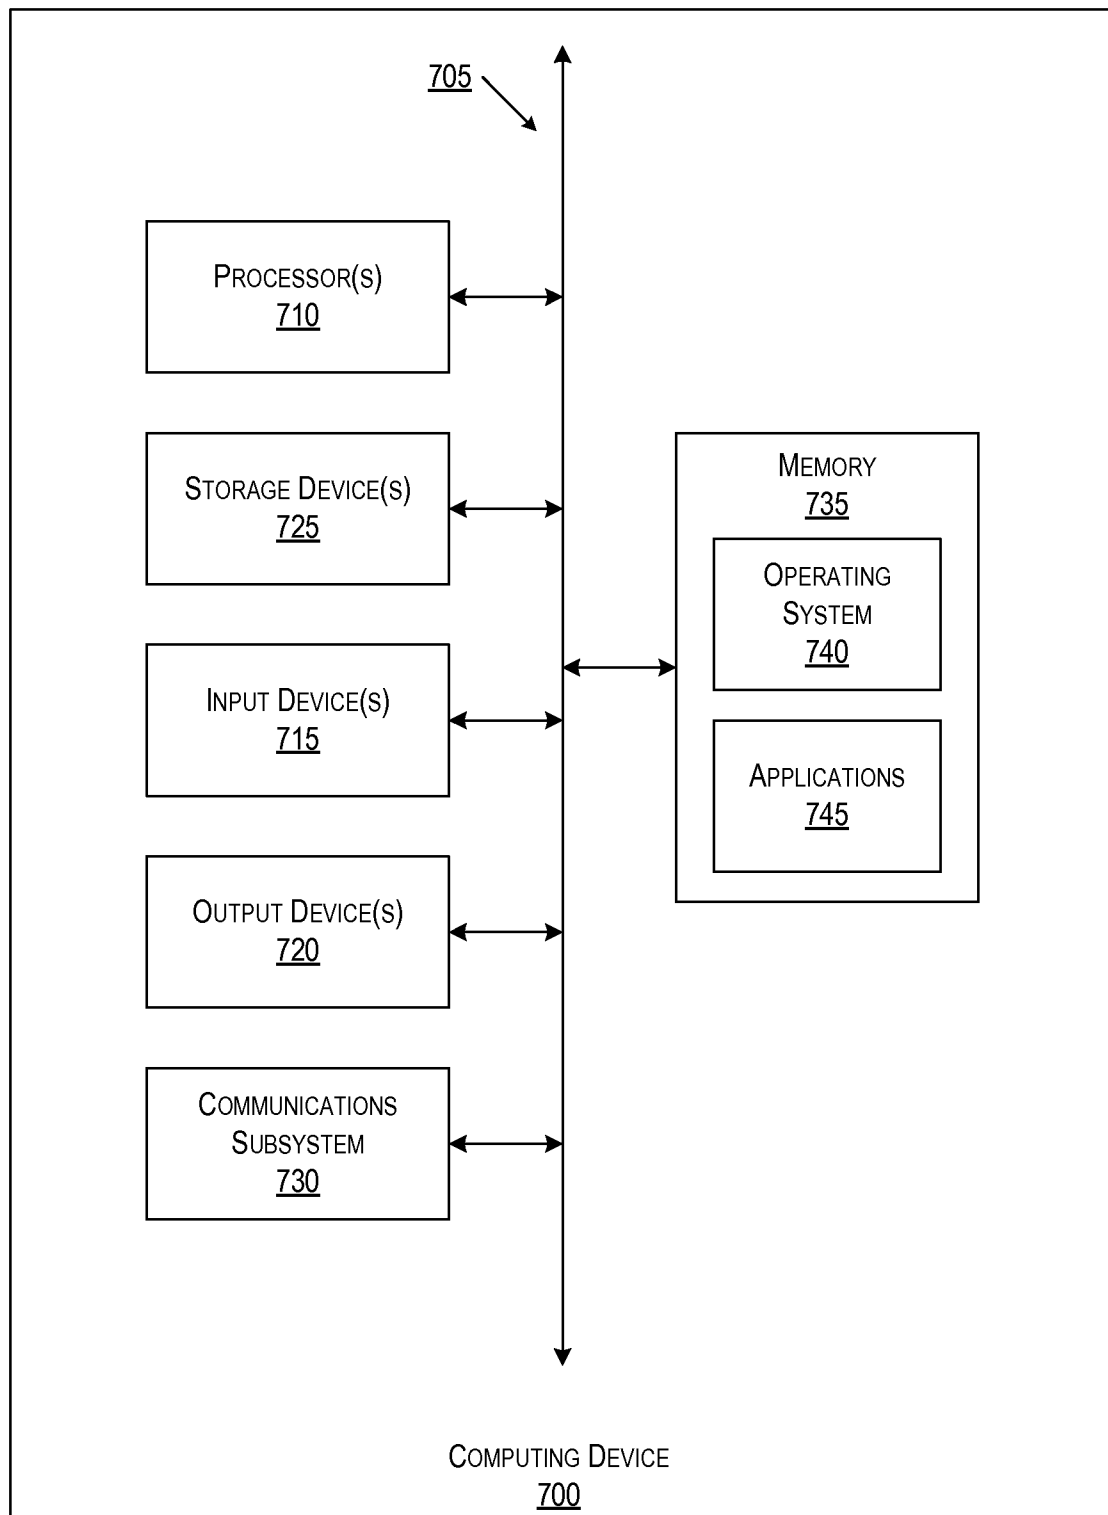 705
PROCESSOR(S)
710
STORAGE DEVICE(S)
725
INPUT DEVICE(S)
715
OUTPUT DEVICE(S)
720
COMMUNICATIONS
SUBSYSTEM
730
MEMORY
735
OPERATING
SYSTEM
740
APPLICATIONS
745
COMPUTING DEVICE
700